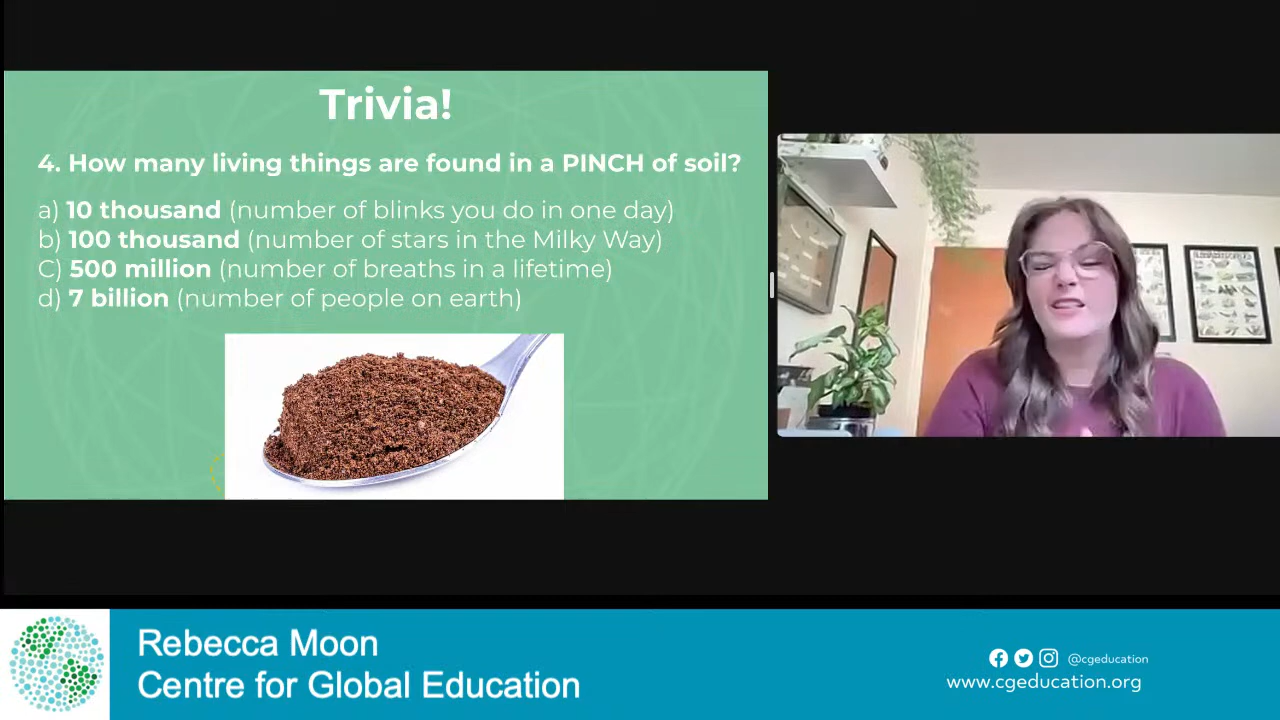 Trivia!
4. How many living things are found in a PINCH of soil?
a) 10 thousand (number of blinks you do in one day)
b) 100 thousand (number of stars in the Milky Way)
C) 500 million (number of breaths in a lifetime)
d) 7 billion (number of people on earth)
Rebecca Moon
Centre for Global Education
@cgeducation
www.cgeducation.org